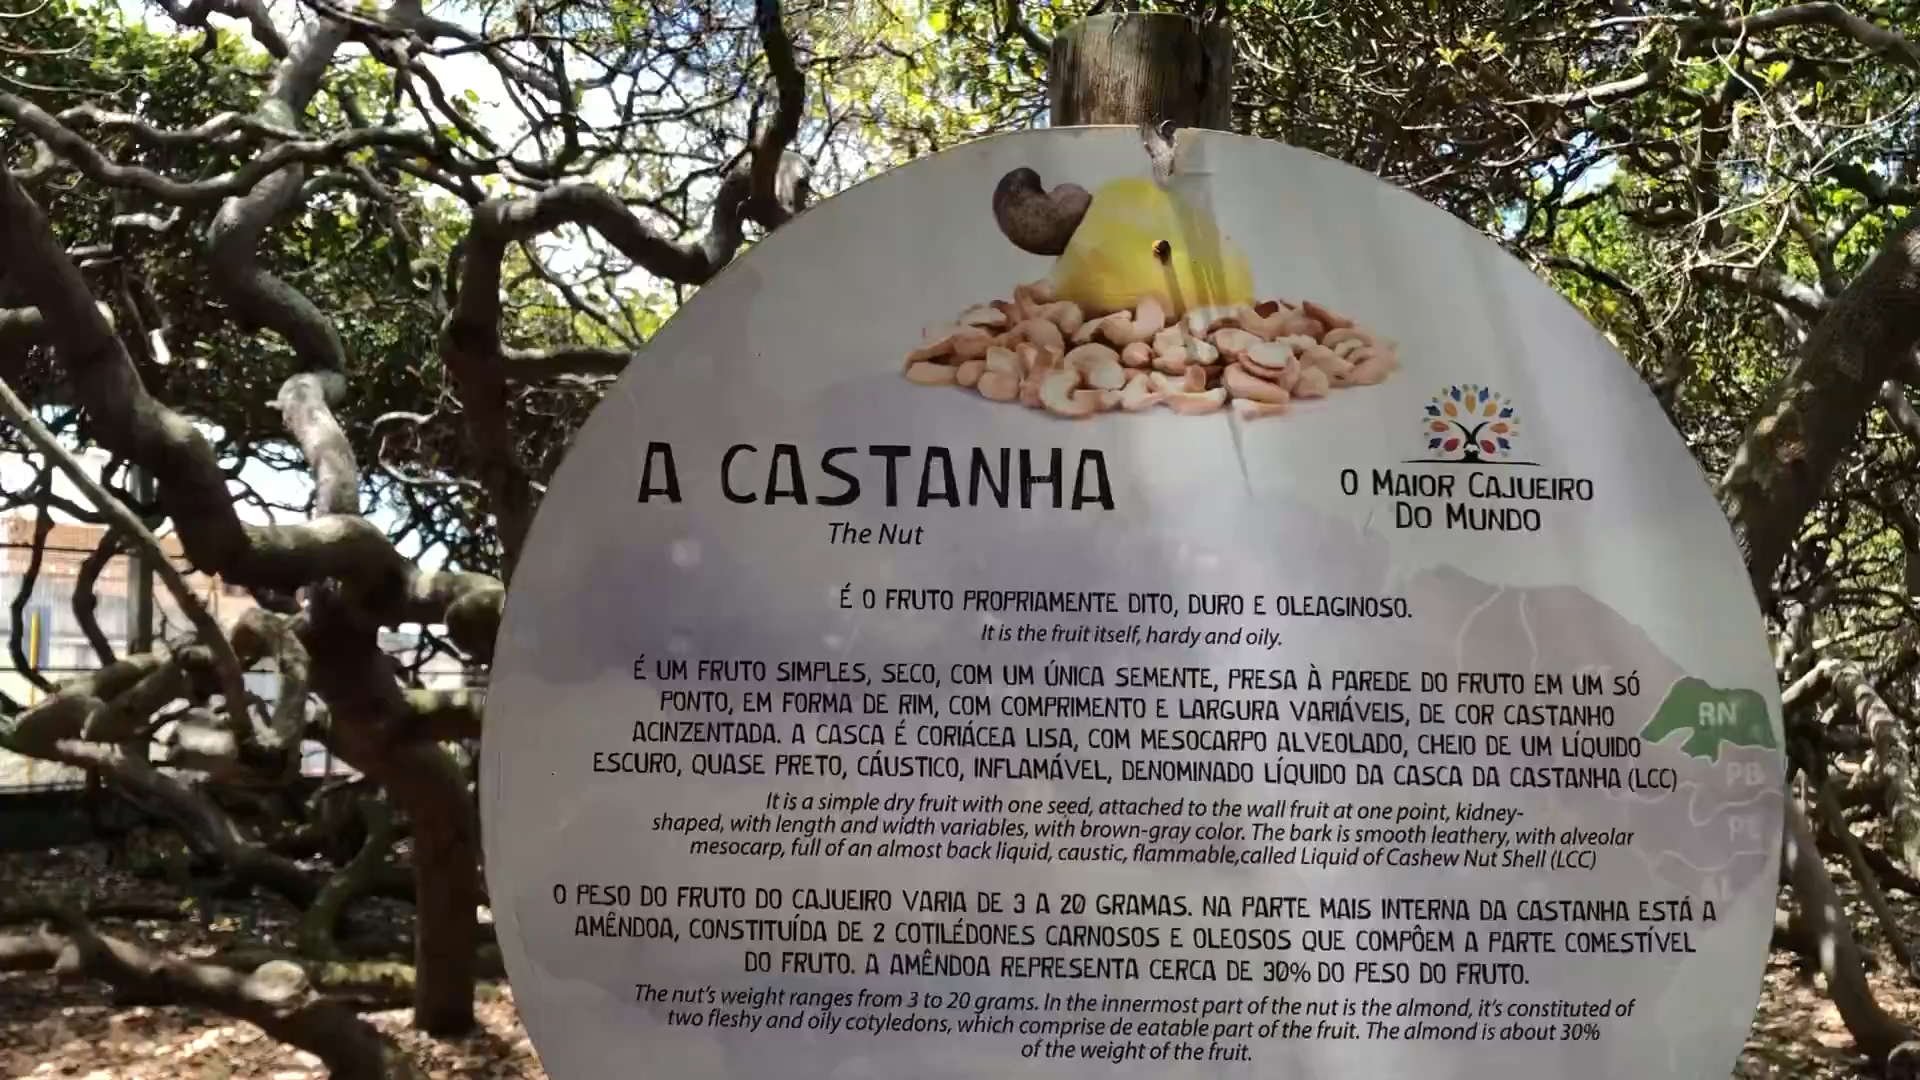 A CASTANHA
The Nut
O MAIOR CAJUEIRO
DO MUNDO
É O FRUTO PROPRIAMENTE DITO, DURO E OLEAGINOSO.
It is the fruit itself, hardy and oily.
É UM FRUTO SIMPLES, SECO, COM UM ÚNICA SEMENTE, PRESA À PAREDE DO FRUTO EM UM SÓ
PONTO, EM FORMA DE RIM, COM COMPRIMENTO E LARGURA VARIÁVEIS, DE COR CASTANHO
ACINZENTADA. A CASCA É CORIÁCEA LISA, COM MESOCARPO ALVEOLADO, CHEIO DE UM LÍQUIDO
ESCURO, QUASE PRETO, CÁUSTICO, INFLAMÁVEL, DENOMINADO LÍQUIDO DA CASCA DA CASTANHA (LCC)
It is a simple dry fruit with one seed, attached to the wall fruit at one point, kidney-
shaped, with length and width variables, with brown-gray color. The bark is smooth leathery, with alveolar
mesocarp, full of an almost back liquid, caustic, flammable,called Liquid of Cashew Nut Shell (LCC)
O PESO DO FRUTO DO CAJUEIRO VARIA DE 3 A 20 GRAMAS. NA PARTE MAIS INTERNA DA CASTANHA ESTÁ A
AMÊNDOA, CONSTITUÍDA DE 2 COTILÉDONES CARNOSOS E OLEOSOS QUE COMPÕEM A PARTE COMESTÍVEL
DO FRUTO. A AMÊNDOA REPRESENTA CERCA DE 30% DO PESO DO FRUTO.
The nut's weight ranges from 3 to 20 grams. In the innermost part of the nut is the almond, it's constituted of
two fleshy and oily cotyledons, which comprise de eatable part of the fruit. The almond is about 30%
of the weight of the fruit.
RN
PB
PE